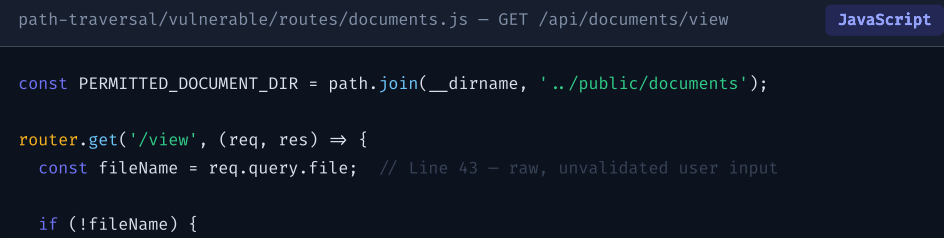 path-traversal/vulnerable/routes/documents.js — GET /api/documents/view
JavaScript
const PERMITTED_DOCUMENT_DIR = path.join(__dirname, '../public/documents');
router.get('/view', (req, res) => {
const fileName = req.query.file; // Line 43 — raw, unvalidated user input
if (!fileName) {